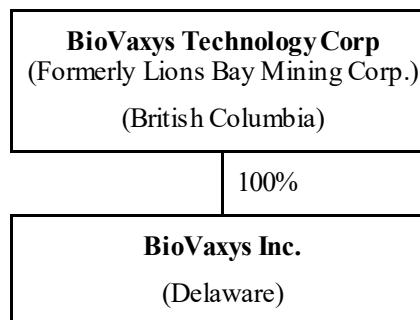 BioVaxys Technology Corp
(Formerly Lions Bay Mining Corp.)
(British Columbia)
100%
BioVaxys Inc.
(Delaware)